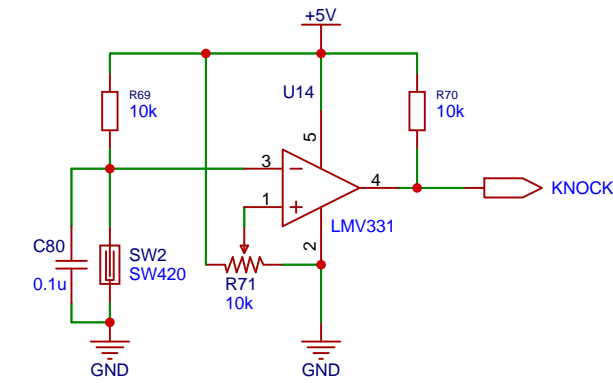 +5V
R69
10k
U14
R70
10k
5
3
4
KNOCK
1
LMV331
2
C80
0.1u
SW2
SW420
R71
10k
GND
GND